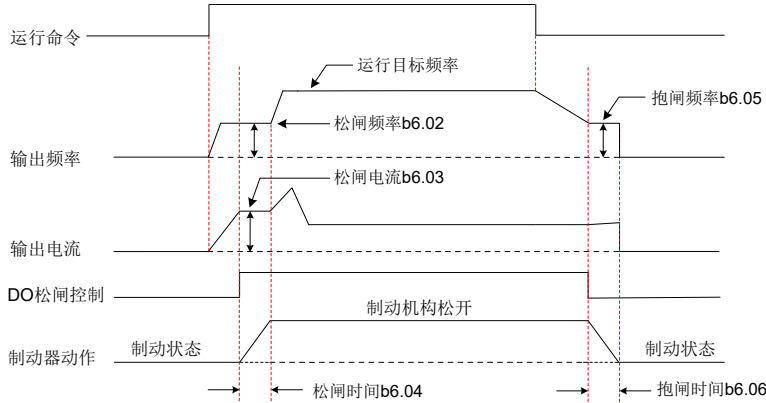 运行命令
运行目标频率
抱闸频率b6.05
松闸频率b6.02
输出频率
松闸电流b6.03
输出电流
DO松闸控制
制动机构松开
制动器动作
制动状态
制动状态
松闸时间b6.04
抱闸时间b6.06